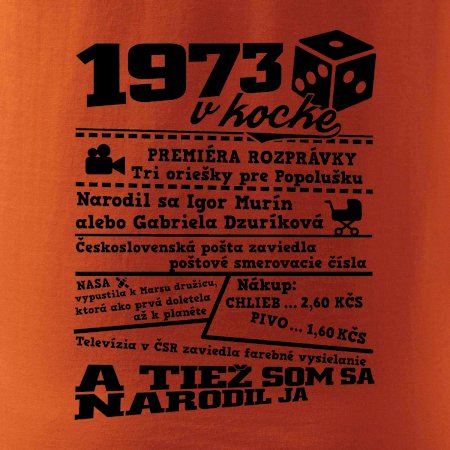 1973
v kocke
PREMIÉRA ROZPRÁVKY
Tri oriešky pre Popolušku
Narodil sa Igor Murín
alebo Gabriela Dzuríková
Československá pošta zaviedla
poštové smerovacie čísla
NASA
vypustila k Marsu družicu,
ktorá ako prvá doletela
až k planéte
Nákup:
CHLIEB ... 2,60 KČS
PIVO ... 1,60 KČS
Televízia v ČSR zaviedla farebné vysielanie
A TIEŽ SOM SA
NARODIL JA